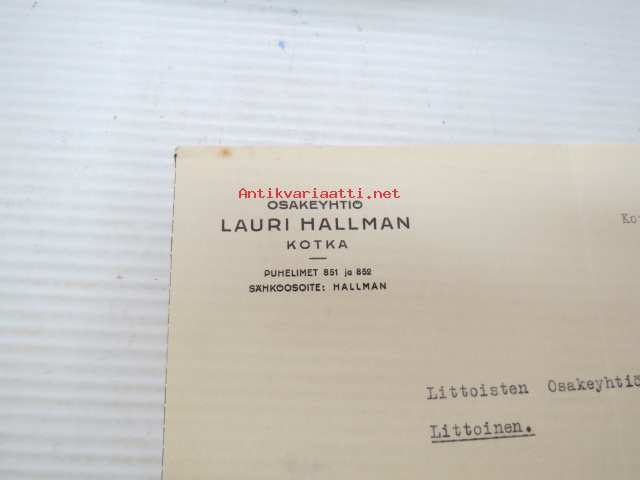 Antikvariaatti.net
OSAKEYHTIÖ
LAURI HALLMAN
KOTKA
PUHELIMET 851 ja 852
SÄHKÖOSOITE: HALLMAN
Littoisten Osakeyhtiö
Littoinen.